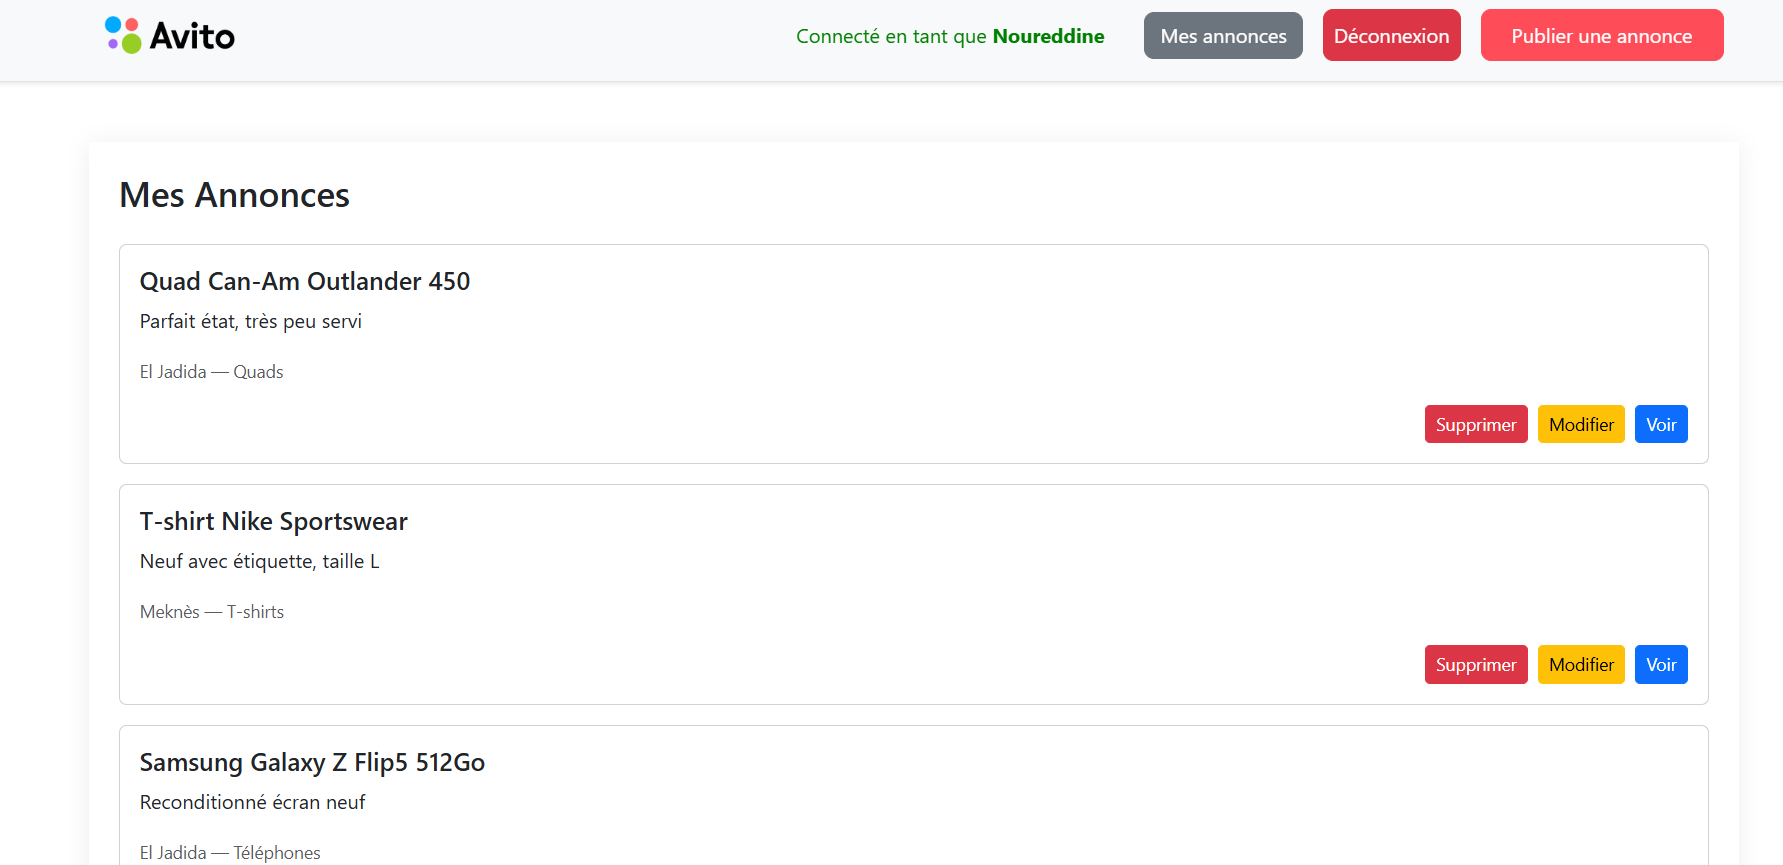 Avito
Connecté en tant que Noureddine
Mes annonces
Déconnexion
Publier une annonce
Mes Annonces
Quad Can-Am Outlander 450
Parfait état, très peu servi
El Jadida — Quads
Supprimer
Modifier
Voir
T-shirt Nike Sportswear
Neuf avec étiquette, taille L
Meknès — T-shirts
Supprimer
Modifier
Voir
Samsung Galaxy Z Flip5 512Go
Reconditionné écran neuf
El Jadida — Téléphones